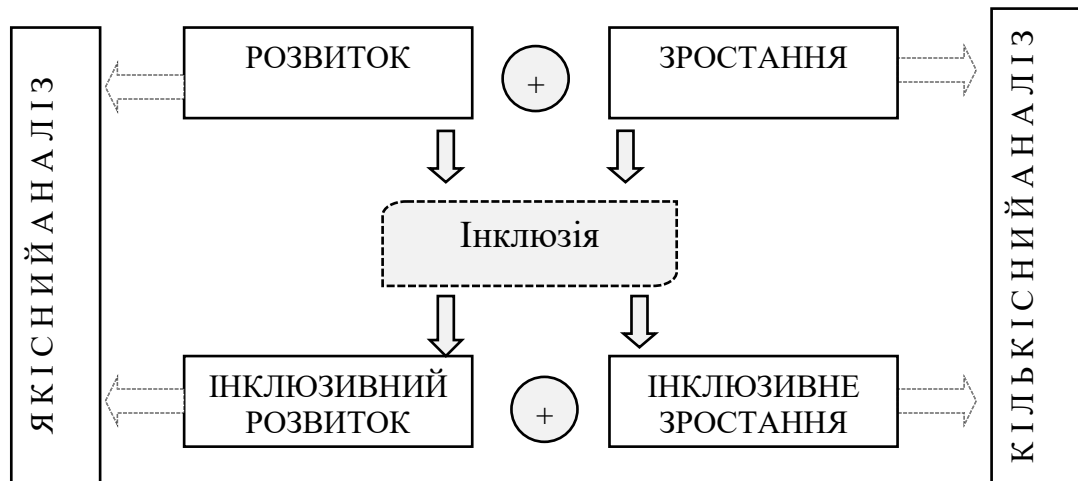 ЯКІСНИЙ АНАЛІЗ
РОЗВИТОК
+
ЗРОСТАННЯ
КІЛЬКІСНИЙ АНАЛІЗ
Інклюзія
ІНКЛЮЗИВНИЙ
РОЗВИТОК
+
ІНКЛЮЗИВНЕ
ЗРОСТАННЯ